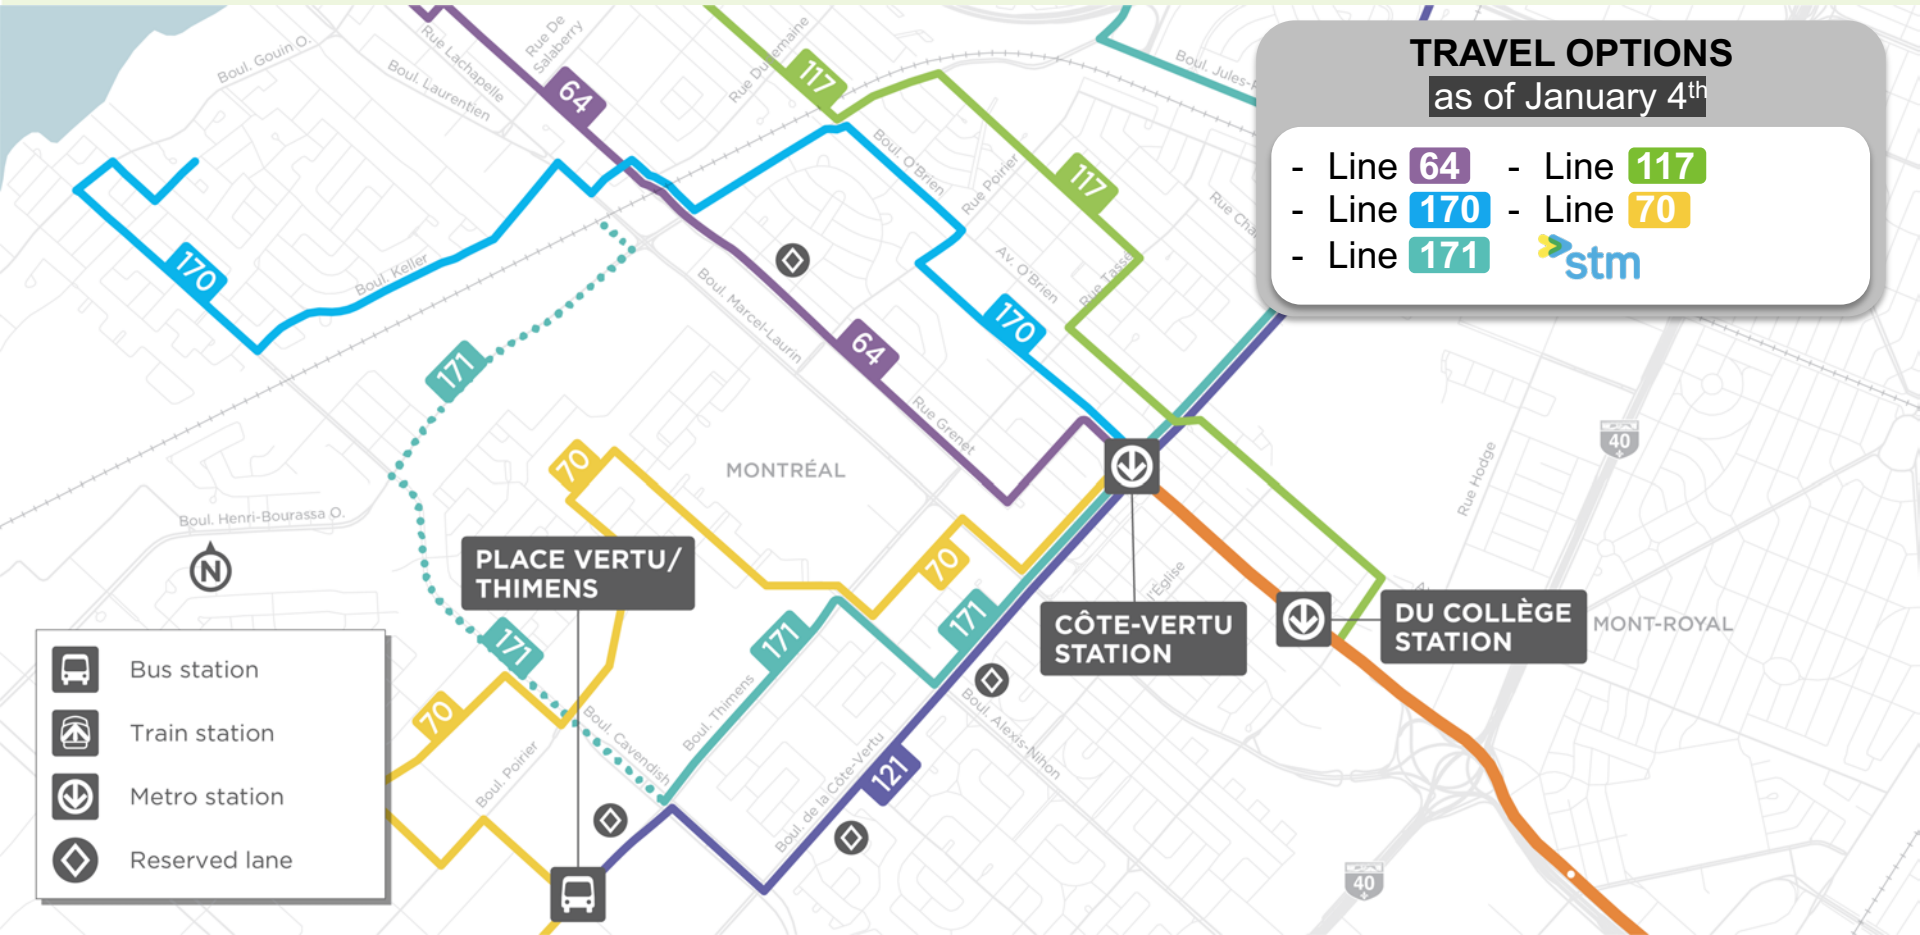 TRAVEL OPTIONS
as of January 4th
- Line 64 - Line 117
- Line 170 - Line 70
- Line 171 stm
Boul. Gouin O.
Rue Lachapelle
Rue De Salaberry
Boul. Laurentien
64
117
Boul. Jules-
Boul. O'Brien
Rue Poirier
117
170
Boul. Keller
Av. O'Brien
Rue Tassé
Boul. Marcel-Laurin
170
64
171
Rue Grenet
40
70
MONTRÉAL
Rue Hodge
Boul. Henri-Bourassa O.
N
PLACE VERTU/
THIMENS
70
171
l'Église
CÔTE-VERTU
STATION
DU COLLÈGE
STATION
MONT-ROYAL
171
171
70
Boul. Thimens
Boul. Cavendish
Boul. Poirier
Boul. Alexis-Nihon
Boul. de la Côte-Vertu
121
40
Bus station
Train station
Metro station
Reserved lane